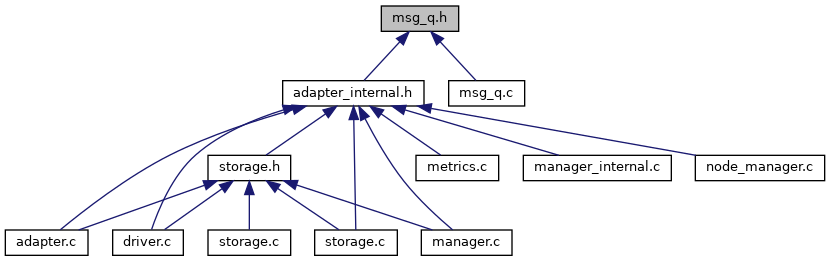 msg_q.h
adapter_internal.h
msg_q.c
storage.h
metrics.c
manager_internal.c
node_manager.c
adapter.c
driver.c
storage.c
storage.c
manager.c